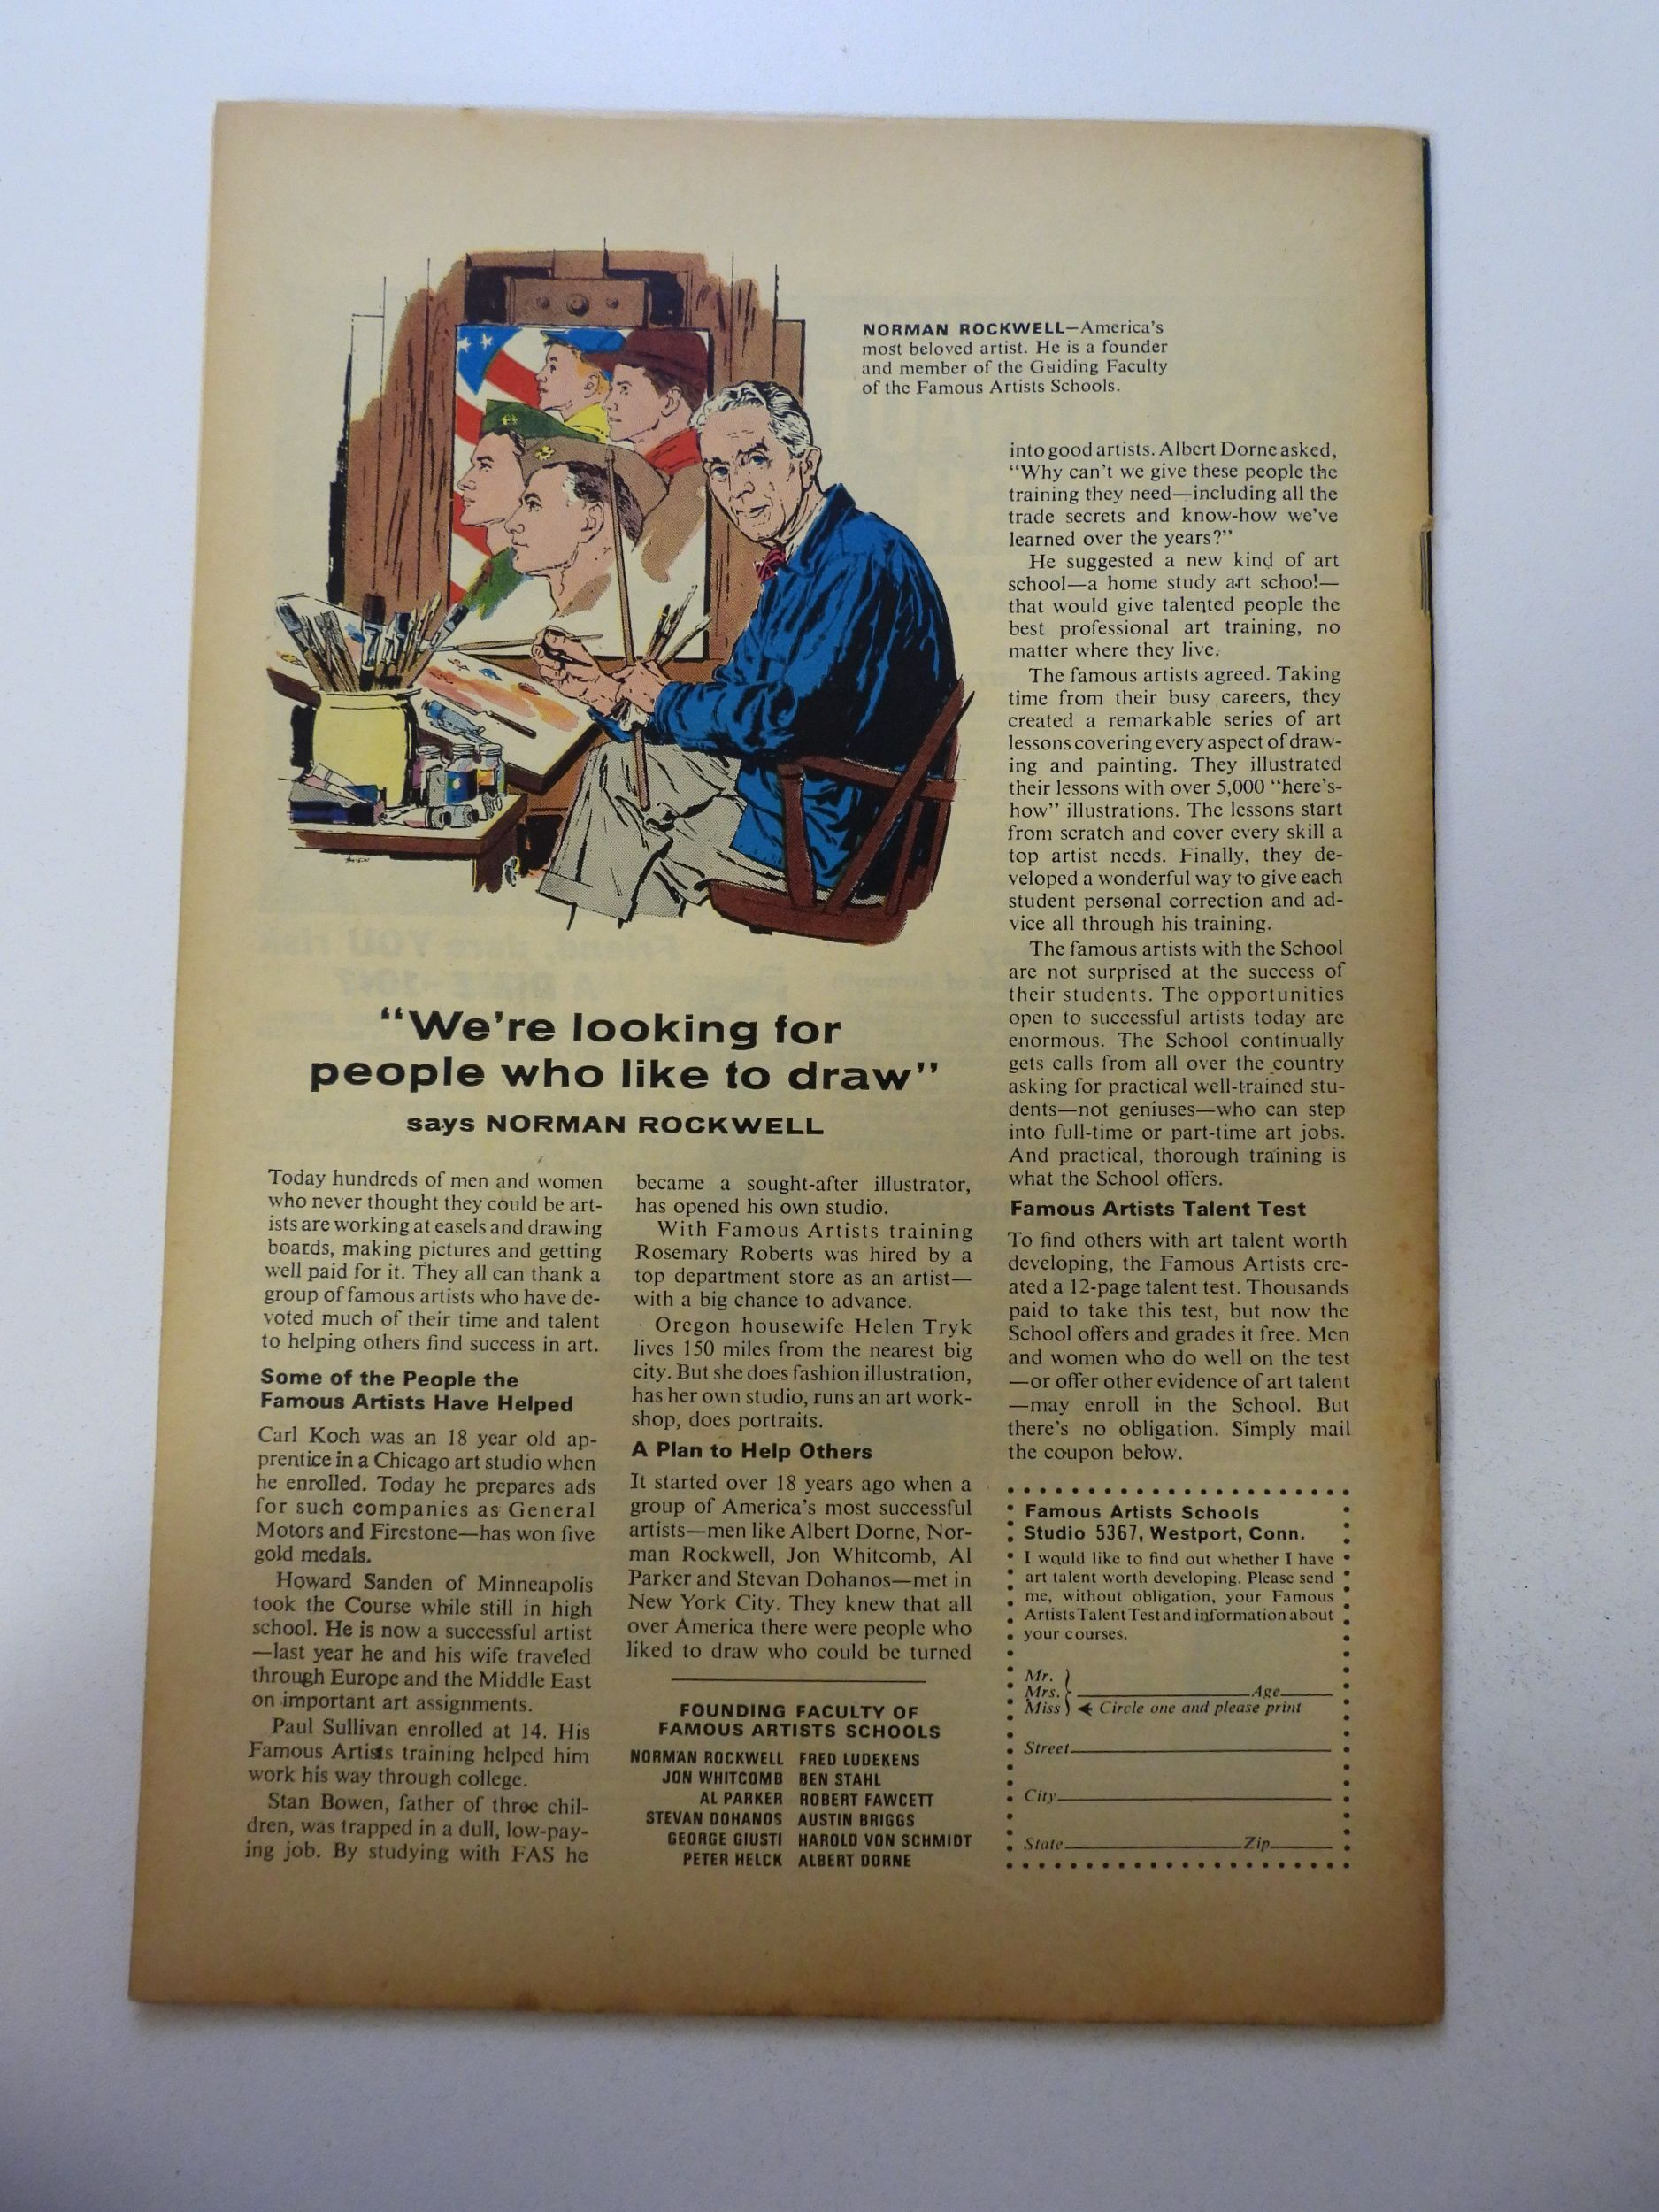 NORMAN ROCKWELL—America's
most beloved artist. He is a founder
and member of the Guiding Faculty
of the Famous Artists Schools.
"We're looking for
people who like to draw"
says NORMAN ROCKWELL
Today hundreds of men and women
who never thought they could be art-
ists are working at easels and drawing
boards, making pictures and getting
well paid for it. They all can thank a
group of famous artists who have de-
voted much of their time and talent
to helping others find success in art.
Some of the People the
Famous Artists Have Helped
Carl Koch was an 18 year old ap-
prentice in a Chicago art studio when
he enrolled. Today he prepares ads
for such companies as General
Motors and Firestone—has won five
gold medals.
Howard Sanden of Minneapolis
took the Course while still in high
school. He is now a successful artist
—last year he and his wife traveled
through Europe and the Middle East
on important art assignments.
Paul Sullivan enrolled at 14. His
Famous Artists training helped him
work his way through college.
Stan Bowen, father of three chil-
dren, was trapped in a dull, low-pay-
ing job. By studying with FAS he
became a sought-after illustrator,
has opened his own studio.
With Famous Artists training
Rosemary Roberts was hired by a
top department store as an artist—
with a big chance to advance.
Oregon housewife Helen Tryk
lives 150 miles from the nearest big
city. But she does fashion illustration,
has her own studio, runs an art work-
shop, does portraits.
A Plan to Help Others
It started over 18 years ago when a
group of America's most successful
artists—men like Albert Dorne, Nor-
man Rockwell, Jon Whitcomb, Al
Parker and Stevan Dohanos—met in
New York City. They knew that all
over America there were people who
liked to draw who could be turned
into good artists. Albert Dorne asked,
"Why can't we give these people the
training they need—including all the
trade secrets and know-how we've
learned over the years?"
He suggested a new kind of art
school—a home study art school—
that would give talented people the
best professional art training, no
matter where they live.
The famous artists agreed. Taking
time from their busy careers, they
created a remarkable series of art
lessons covering every aspect of draw-
ing and painting. They illustrated
their lessons with over 5,000 "here's-
how" illustrations. The lessons start
from scratch and cover every skill a
top artist needs. Finally, they de-
veloped a wonderful way to give each
student personal correction and ad-
vice all through his training.
The famous artists with the School
are not surprised at the success of
their students. The opportunities
open to successful artists today are
enormous. The School continually
gets calls from all over the country
asking for practical well-trained stu-
dents—not geniuses—who can step
into full-time or part-time art jobs.
And practical, thorough training is
what the School offers.
Famous Artists Talent Test
To find others with art talent worth
developing, the Famous Artists cre-
ated a 12-page talent test. Thousands
paid to take this test, but now the
School offers and grades it free. Men
and women who do well on the test
—or offer other evidence of art talent
—may enroll in the School. But
there's no obligation. Simply mail
the coupon below.
FOUNDING FACULTY OF
FAMOUS ARTISTS SCHOOLS
NORMAN ROCKWELL FRED LUDEKENS
JON WHITCOMB BEN STAHL
AL PARKER ROBERT FAWCETT
STEVAN DOHANOS AUSTIN BRIGGS
GEORGE GIUSTI HAROLD VON SCHMIDT
PETER HELCK ALBERT DORNE
Famous Artists Schools
Studio 5367, Westport, Conn.
I would like to find out whether I have
art talent worth developing. Please send
me, without obligation, your Famous
Artists Talent Test and information about
your courses.
Mr.
Mrs. Age
Miss Circle one and please print
Street
City
State Zip